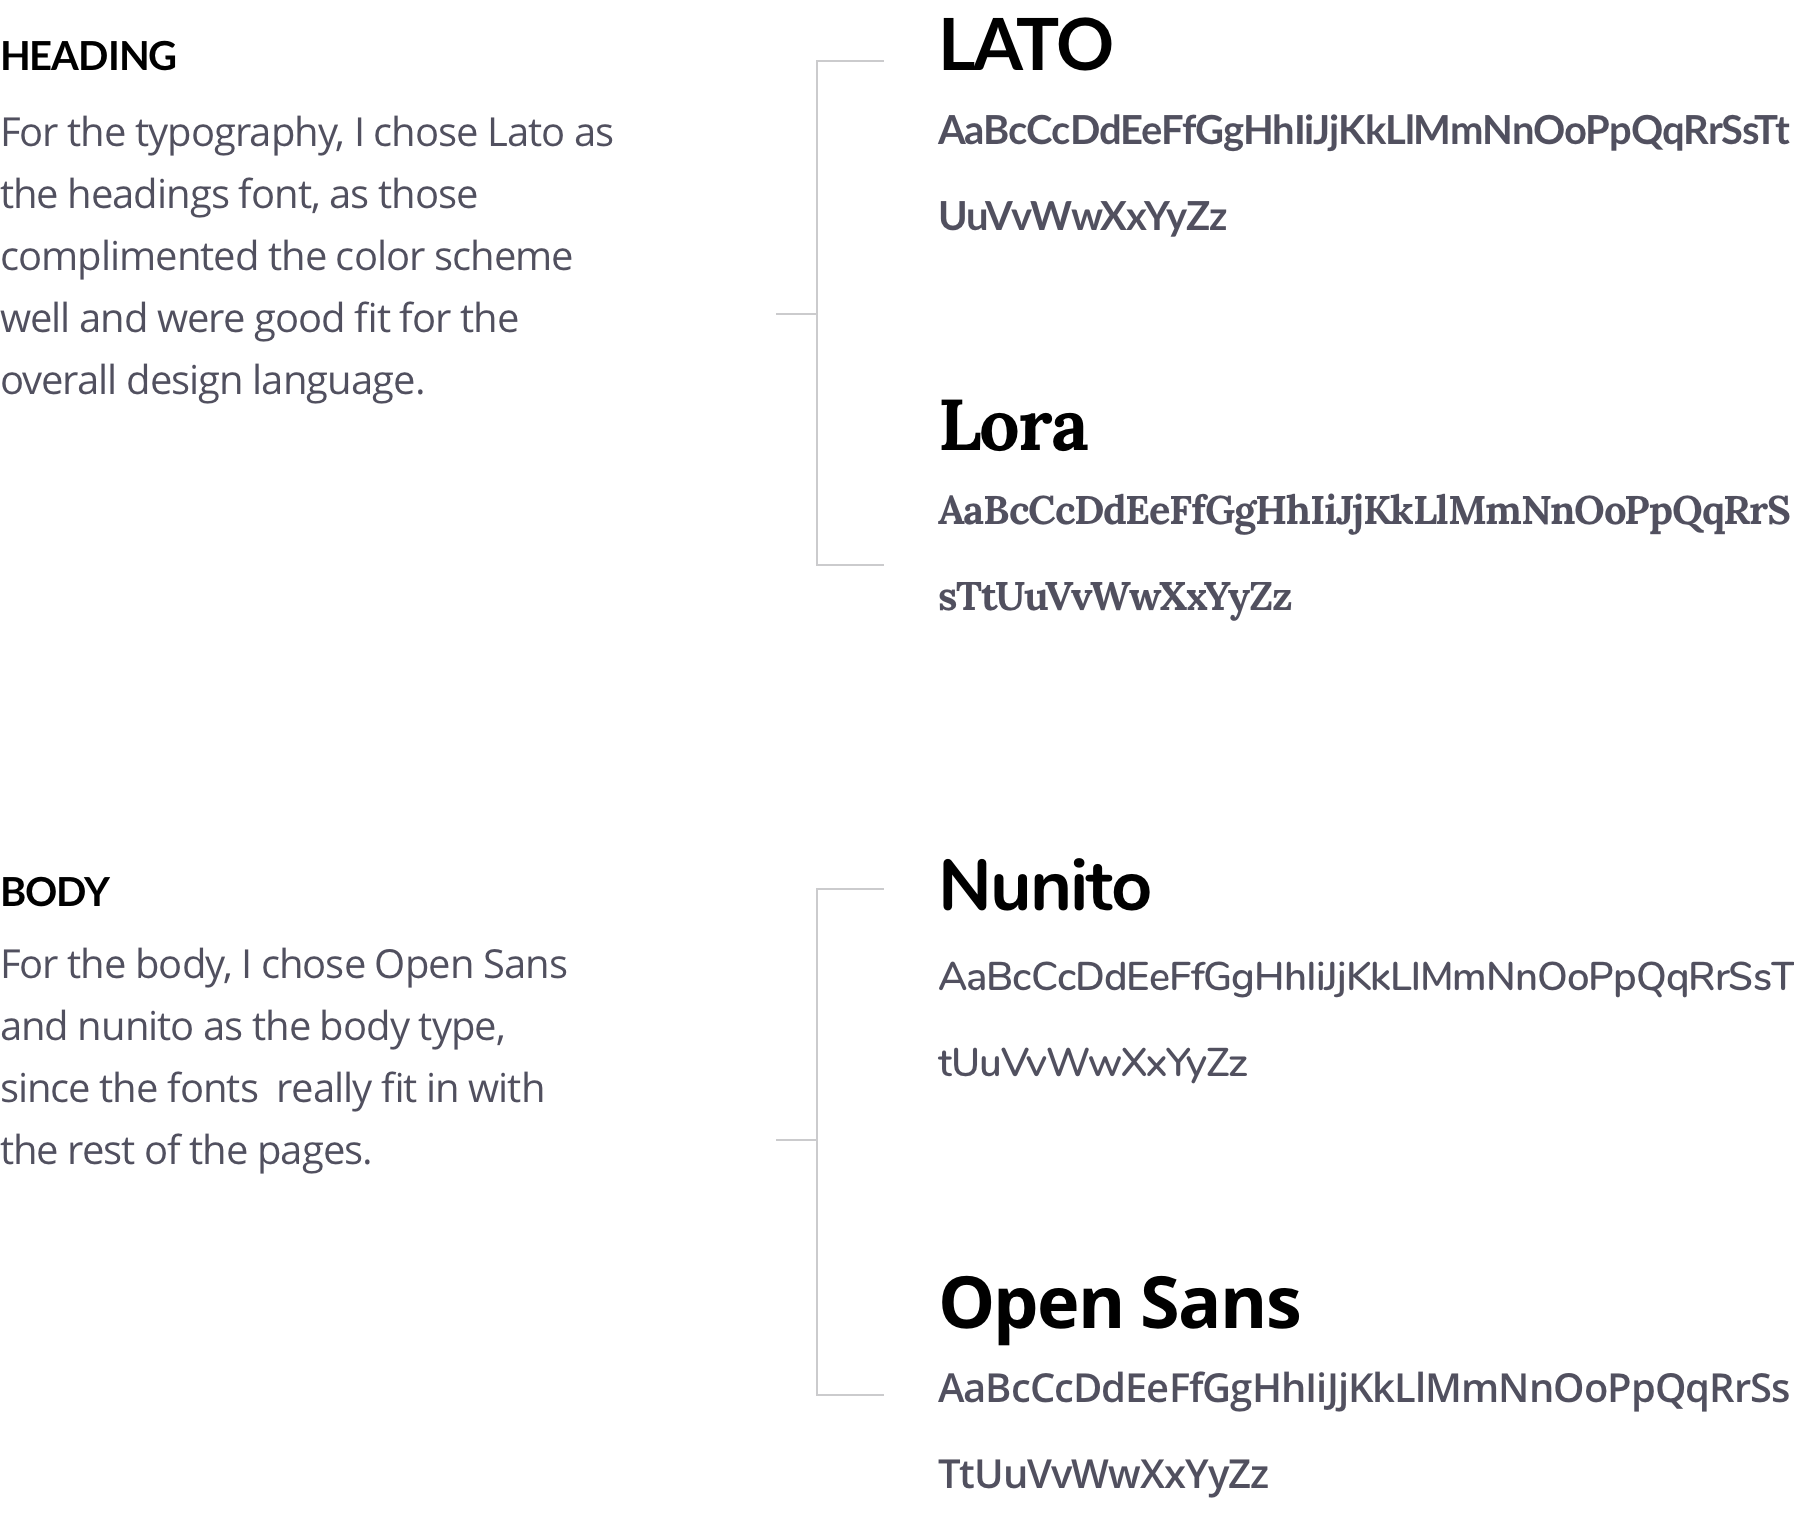 HEADING
For the typography, I chose Lato as
the headings font, as those
complimented the color scheme
well and were good fit for the
overall design language.
LATO
AaBcCcDdEeFfGgHhIiJjKkLlMmNnOoPpQqRrSsTt
UuVvWwXxYyZz
Lora
AaBcCcDdEeFfGgHhIiJjKkLlMmNnOoPpQqRrS
sTtUuVvWwXxYyZz
BODY
For the body, I chose Open Sans
and nunito as the body type,
since the fonts  really fit in with
the rest of the pages.
Nunito
AaBcCcDdEeFfGgHhIiJjKkLlMmNnOoPpQqRrSsT
tUuVvWwXxYyZz
Open Sans
AaBcCcDdEeFfGgHhIiJjKkLlMmNnOoPpQqRrSs
TtUuVvWwXxYyZz